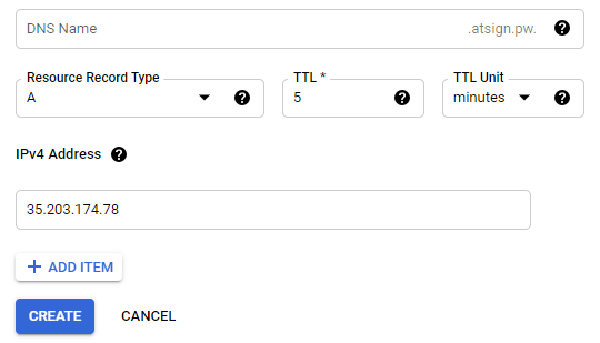 DNS Name .atsign.pw.
Resource Record Type TTL * TTL Unit
A 5 minutes
IPv4 Address
35.203.174.78
+ ADD ITEM
CREATE CANCEL